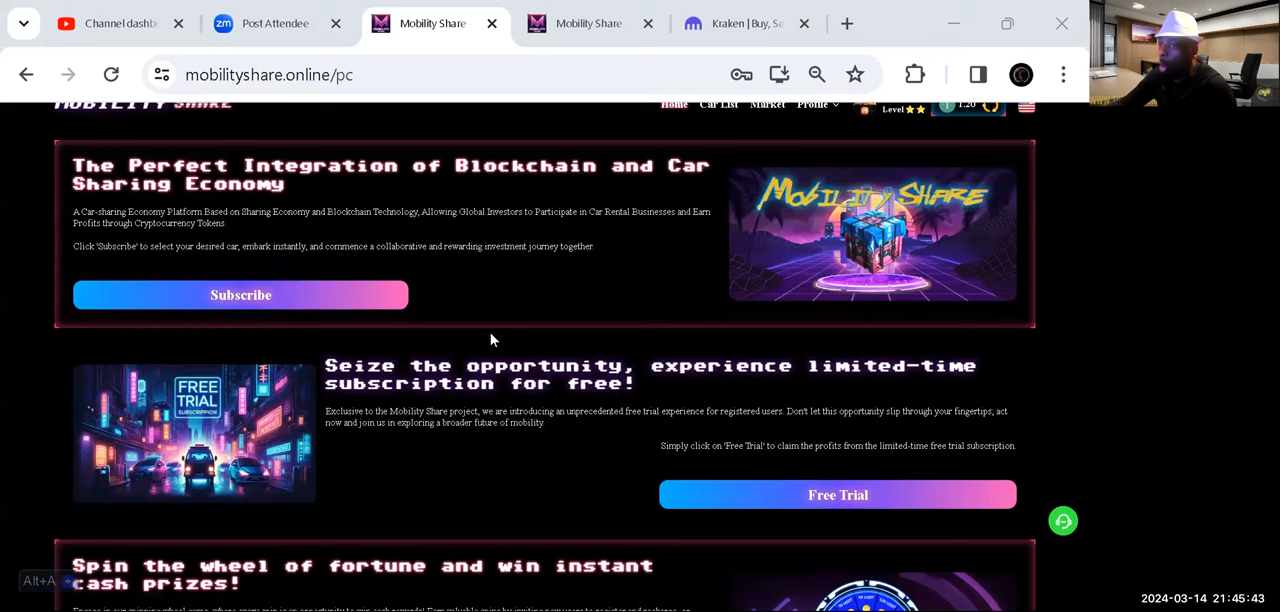 Channel dashb
Post Attendee
Mobility Share
Mobility Share
Kraken | Buy, Se
mobilityshare.online/pc
MOBILITY SHARE
Home Car List Market Profile
Level
1.20
The Perfect Integration of Blockchain and Car
Sharing Economy
A Car-sharing Economy Platform Based on Sharing Economy and Blockchain Technology, Allowing Global Investors to Participate in Car Rental Businesses and Earn
Profits through Cryptocurrency Tokens.
Click 'Subscribe' to select your desired car, embark instantly, and commence a collaborative and rewarding investment journey together.
Subscribe
MOBILITY SHARE
FREE
TRIAL
SUBSCRIPPION
Seize the opportunity, experience limited-time
subscription for free!
Exclusive to the Mobility Share project, we are introducing an unprecedented free trial experience for registered users. Don't let this opportunity slip through your fingertips; act
now and join us in exploring a broader future of mobility.
Simply click on 'Free Trial' to claim the profits from the limited-time free trial subscription.
Free Trial
Spin the wheel of fortune and win instant
cash prizes!
Alt+A
2024-03-14 21:45:43